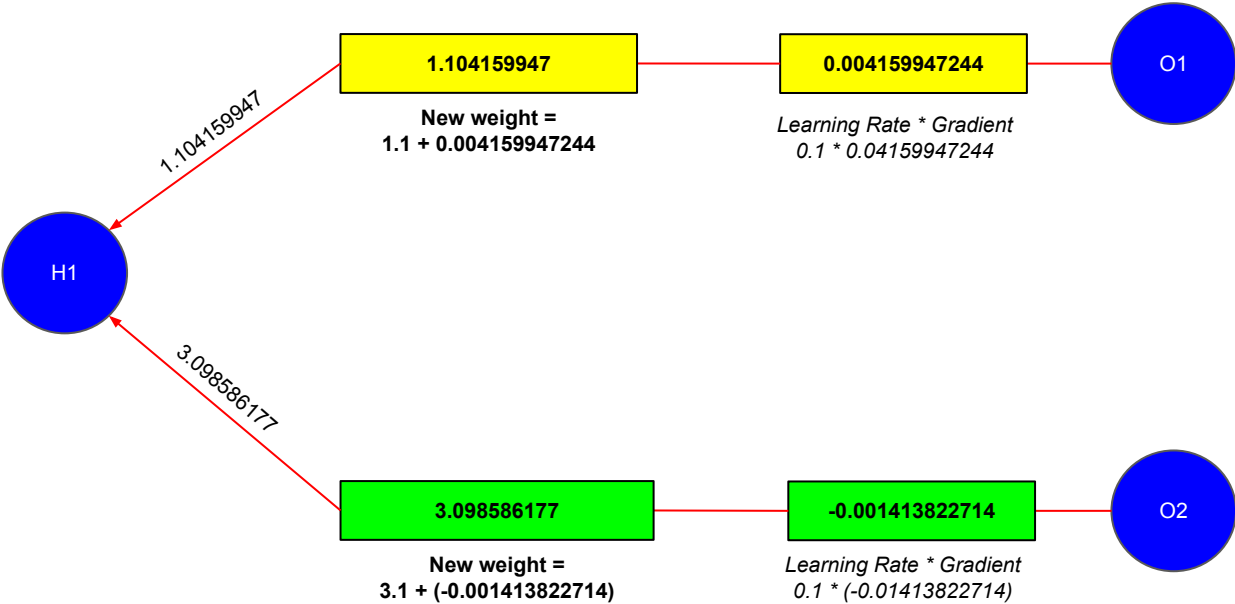 1.104159947
0.004159947244
O1
New weight =
1.1 + 0.004159947244
Learning Rate * Gradient
0.1 * 0.04159947244
1.104159947
H1
3.098586177
3.098586177
-0.001413822714
O2
New weight =
3.1 + (-0.001413822714)
Learning Rate * Gradient
0.1 * (-0.01413822714)